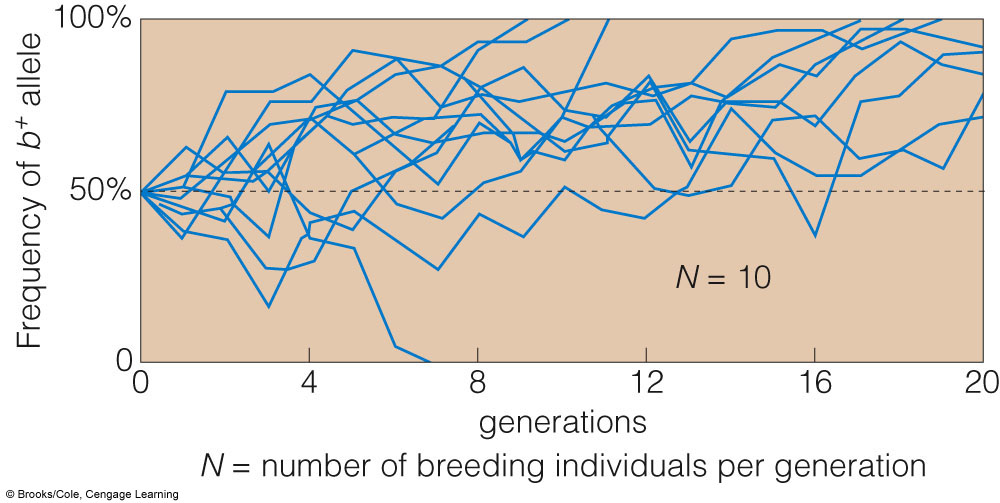 100%
50%
0
Frequency of b⁺ allele
N = 10
0 4 8 12 16 20
generations
N = number of breeding individuals per generation
© Brooks/Cole, Cengage Learning